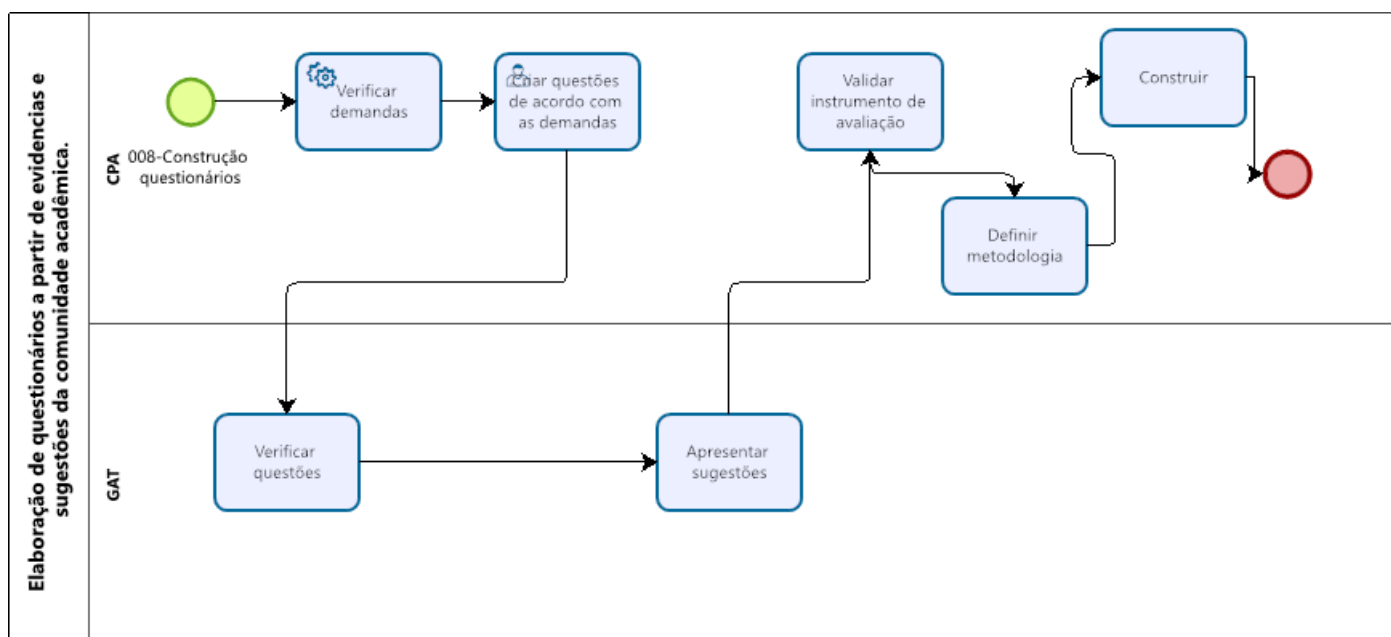 Elaboração de questionários a partir de evidencias e
sugestões da comunidade acadêmica.
CPA
008-Construção
questionários
Verificar
demandas
Criar questões
de acordo com
as demandas
Validar
instrumento de
avaliação
Definir
metodologia
Construir
GAT
Verificar
questões
Apresentar
sugestões